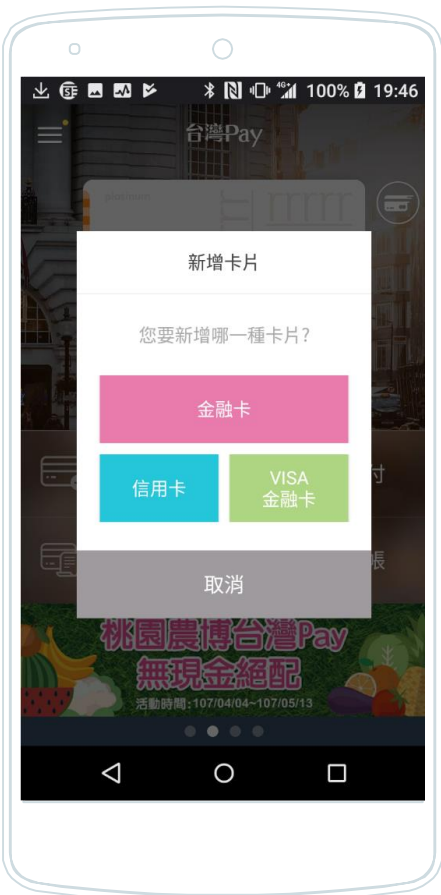 4G+ 100% 19:46
台灣Pay
platinum
新增卡片
您要新增哪一種卡片?
金融卡
信用卡
VISA
金融卡
付
帳
取消
桃園農博台灣Pay
無現金絕配
活動時間:107/04/04~107/05/13